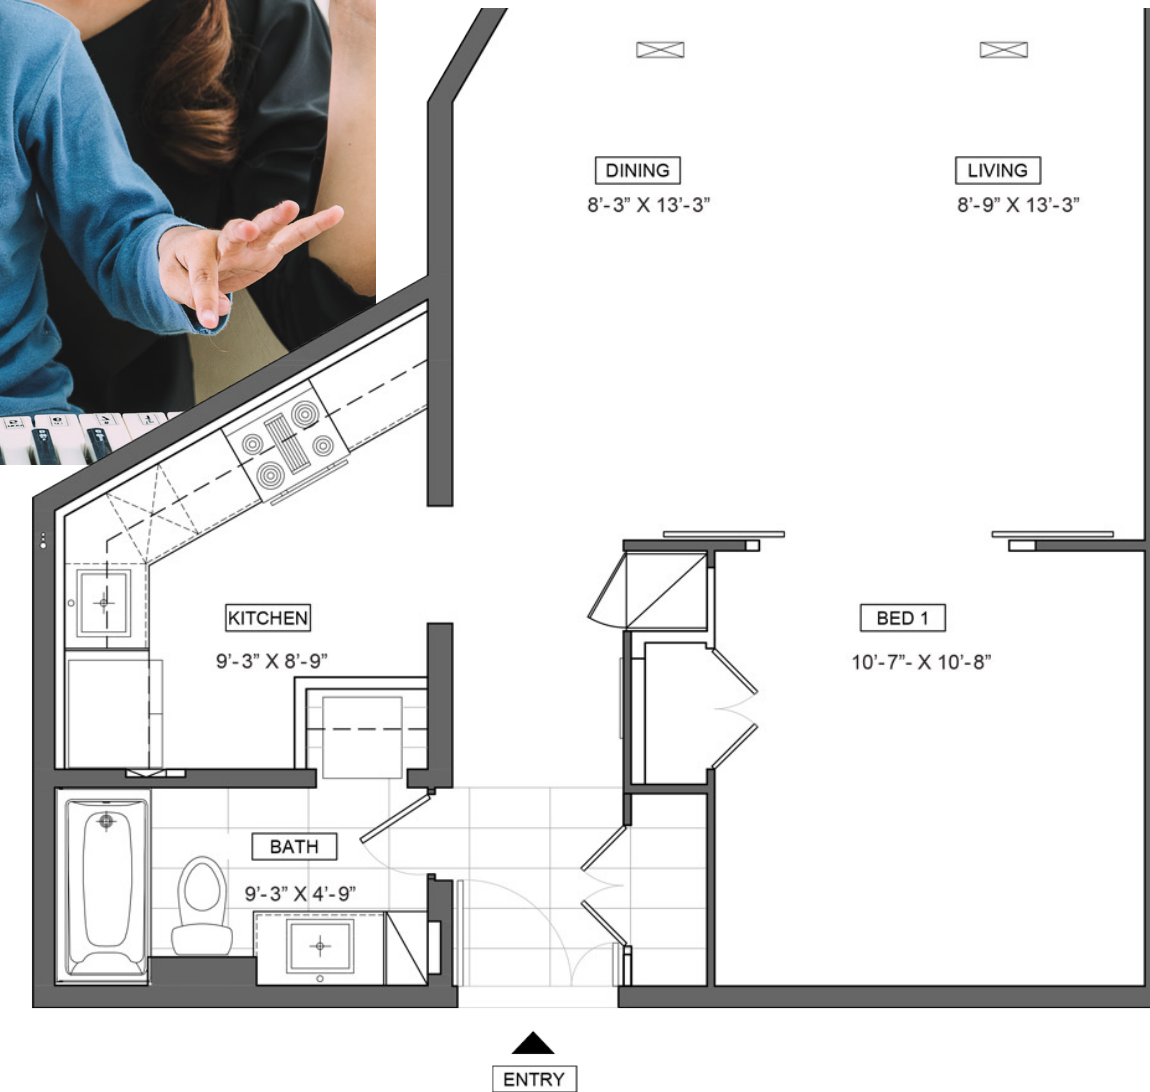 DINING
8'-3” X 13'-3”
LIVING
8'-9” X 13'-3”
KITCHEN
9'-3” X 8'-9”
BED 1
10'-7”- X 10'-8”
BATH
9'-3” X 4'-9”
ENTRY